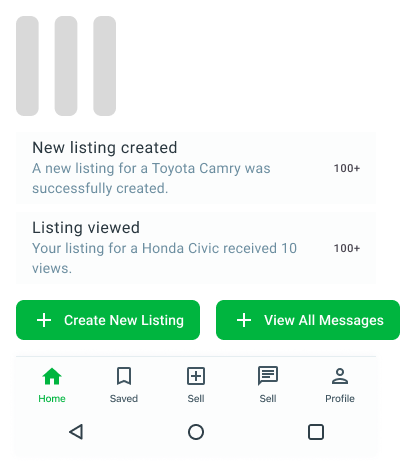 New listing created
A new listing for a Toyota Camry was
successfully created.
100+
Listing viewed
Your listing for a Honda Civic received 10
views.
100+
Create New Listing
View All Messages
Home
Saved
Sell
Sell
Profile